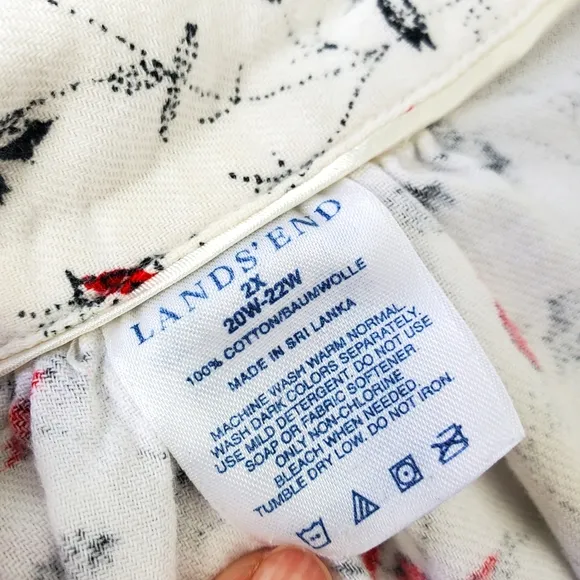 LANDS' END
2X
20W-22W
100% COTTON/BAUMWOLLE
MADE IN SRI LANKA
MACHINE WASH WARM NORMAL.
WASH DARK COLORS SEPARATELY.
USE MILD DETERGENT. DO NOT USE
SOAP OR FABRIC SOFTENER.
ONLY NON-CHLORINE
BLEACH WHEN NEEDED.
TUMBLE DRY LOW. DO NOT IRON.